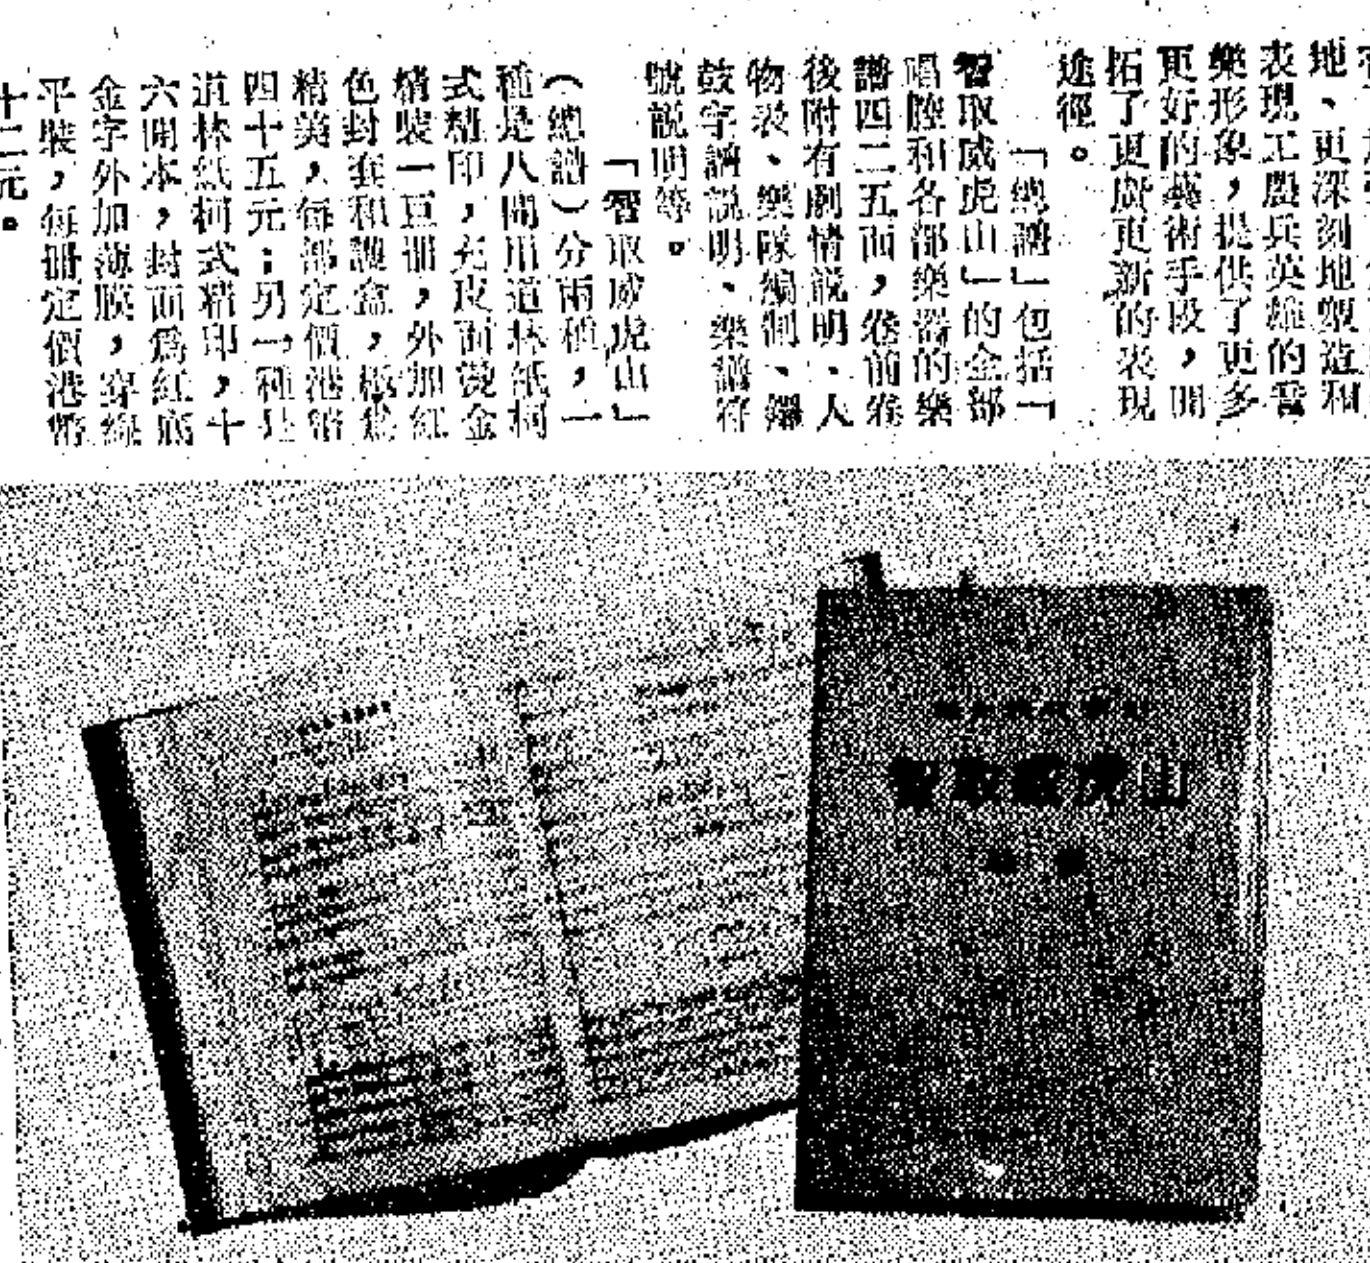 地、更深刻地塑造和
表現工農兵英雄的音
樂形象，提供了更多
更好的藝術手段，開
拓了更廣更新的表現
途徑。
「總譜」包括「
智取威虎山」的全部
唱腔和各部樂器的樂
譜四二五面，卷前卷
後附有劇情說明、人
物表、樂隊編制、鑼
鼓字譜說明、樂譜符
號說明等。
「智取威虎山」
（總譜）分兩種，一
種是八開用道林紙柯
式精印，充皮面燙金
精裝一巨冊，外加紅
色封套和護盒，極為
精美，每部定價港幣
四十五元；另一種是
道林紙柯式精印，十
六開本，封面為紅底
金字外加薄膜，穿線
平裝，每冊定價港幣
十二元。
智取威虎山